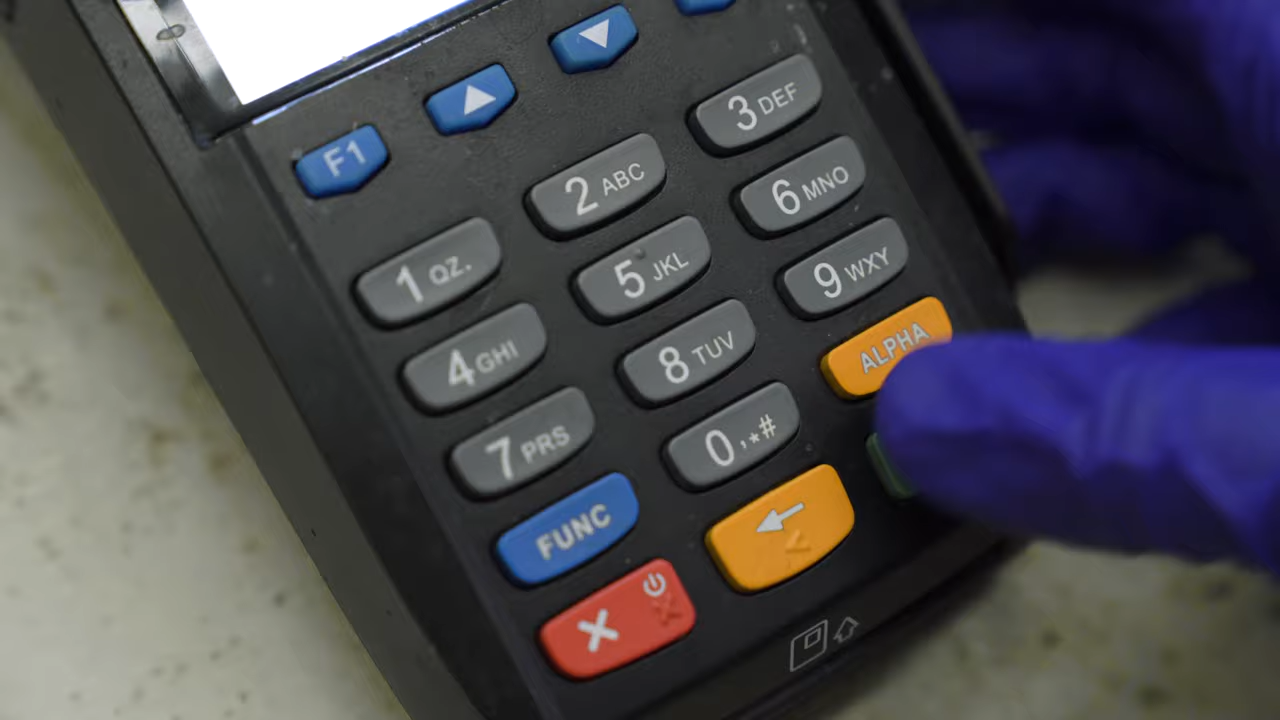 F1
1 QZ. 2 ABC 3 DEF
4 GHI 5 JKL 6 MNO
7 PRS 8 TUV 9 WXY
FUNC 0 ,*# ALPHA